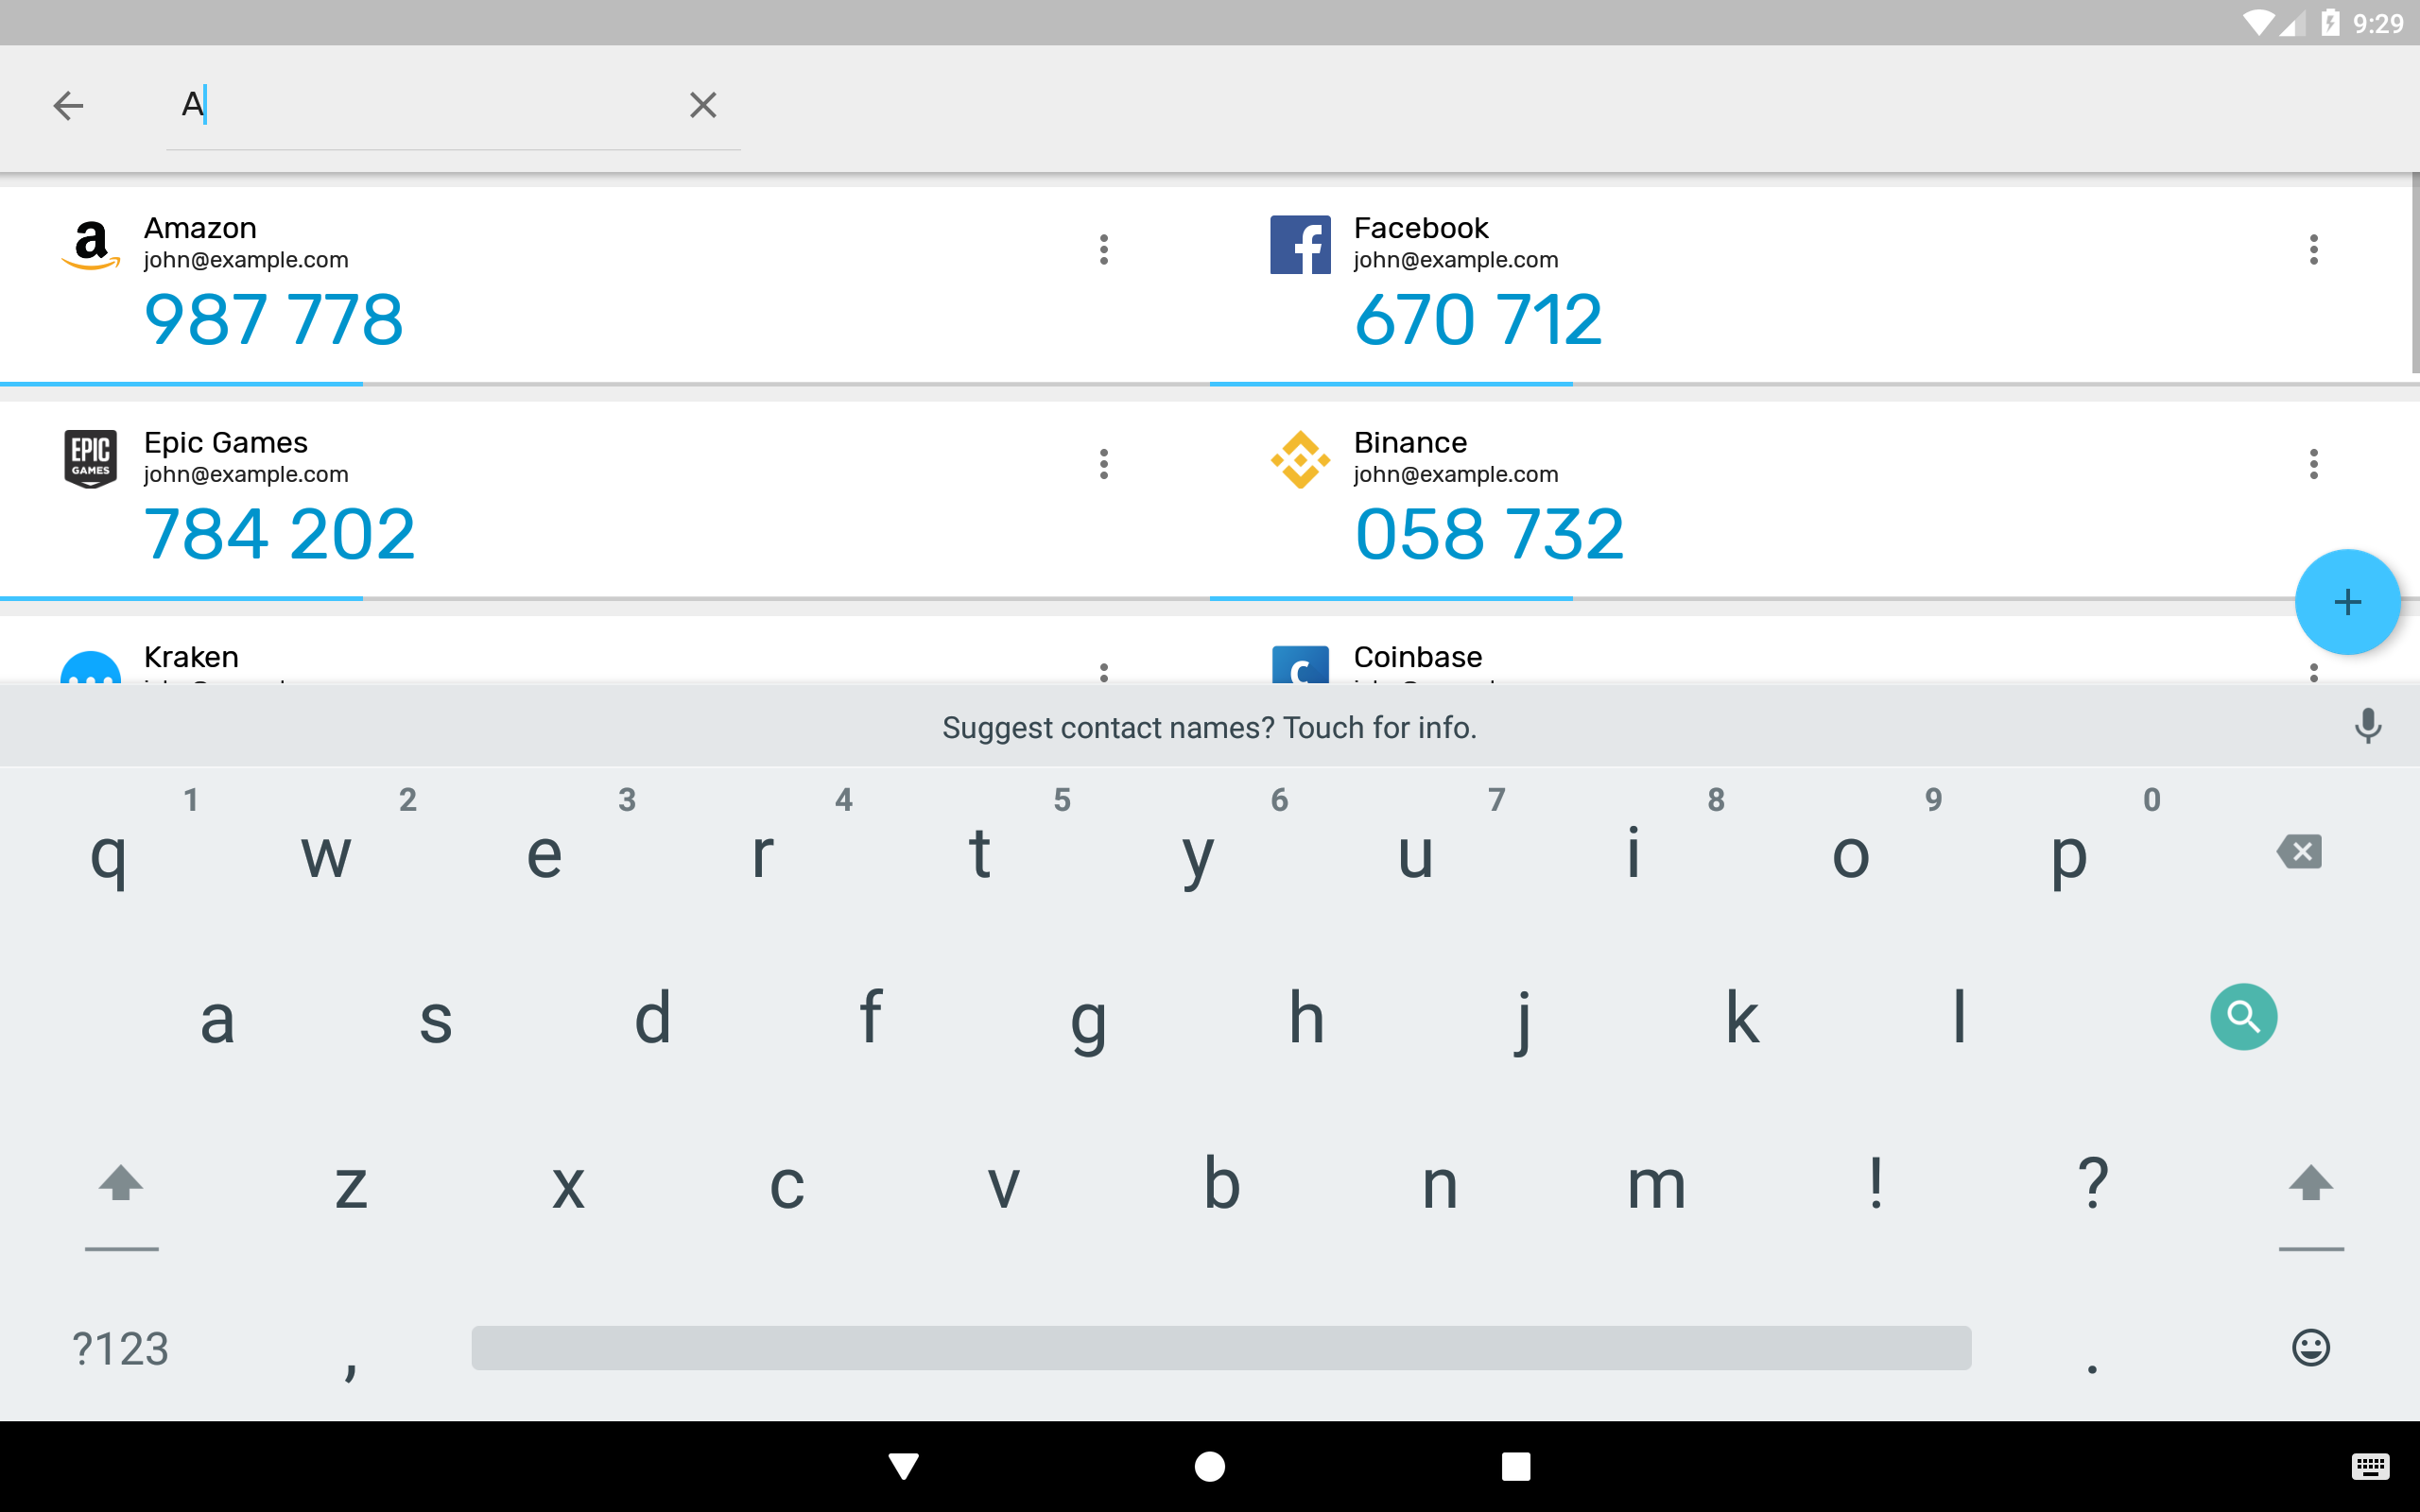 9:29
A
Amazon
john@example.com
987 778
Facebook
john@example.com
670 712
EPIC
GAMES
Epic Games
john@example.com
784 202
Binance
john@example.com
058 732
Kraken
Coinbase
Suggest contact names? Touch for info.
1 2 3 4 5 6 7 8 9 0
q w e r t y u i o p
a s d f g h j k l
z x c v b n m ! ?
?123 , .